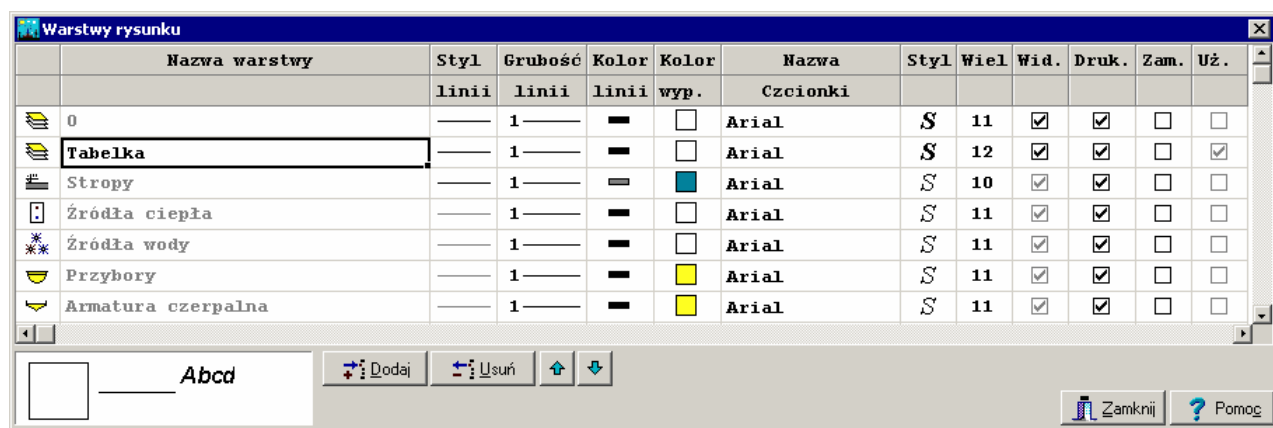 Warstwy rysunku
Nazwa warstwy Styl Grubość Kolor Kolor Nazwa Styl Wiel Wid. Druk. Zam. Uż.
linii linii linii wyp. Czcionki
0 1 Arial S 11
Tabelka 1 Arial S 12
Stropy 1 Arial S 10
Źródła ciepła 1 Arial S 11
Źródła wody 1 Arial S 11
Przybory 1 Arial S 11
Armatura czerpalna 1 Arial S 11
Abcd Dodaj Usuń
Zamknij ? Pomoc